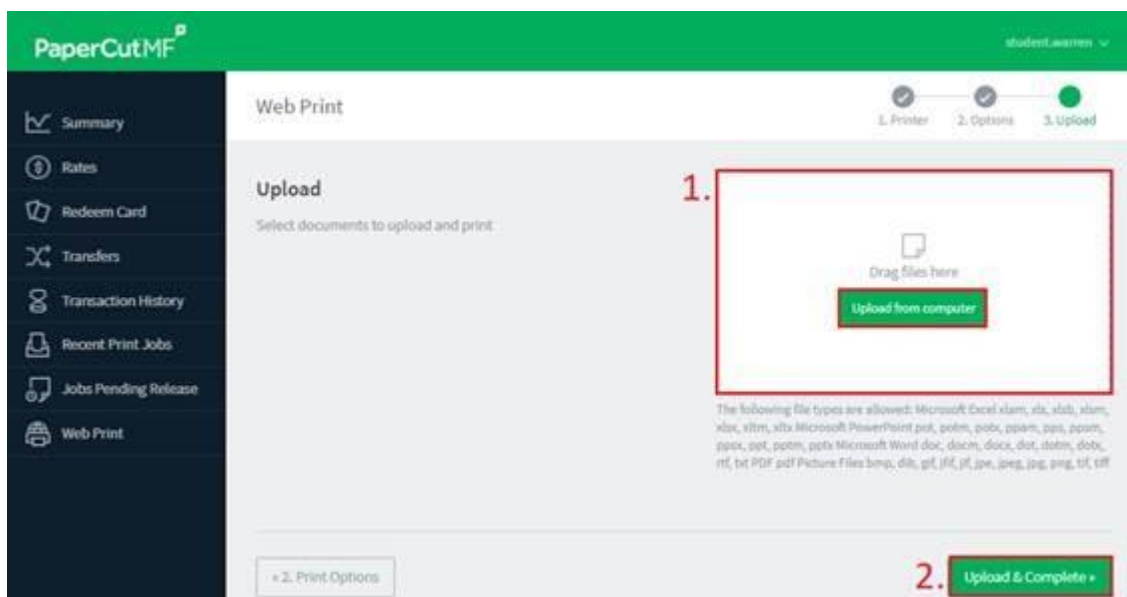 PaperCutMF
student.warren
Summary
Rates
Redeem Card
Transfers
Transaction History
Recent Print Jobs
Jobs Pending Release
Web Print
Web Print
1. Printer
2. Options
3. Upload
Upload
Select documents to upload and print
1.
Drag files here
Upload from computer
The following file types are allowed: Microsoft Excel xlam, xls, xlsb, xlsm,
xlsx, xltm, xltx Microsoft PowerPoint pot, potm, potx, ppam, pps, ppsm,
ppsx, ppt, pptm, pptx Microsoft Word doc, docm, docx, dot, dotm, dotx,
rtf, txt PDF pdf Picture Files bmp, dib, gif, jfif, jif, jpe, jpeg, jpg, png, tif, tiff
« 2. Print Options
2.
Upload & Complete »